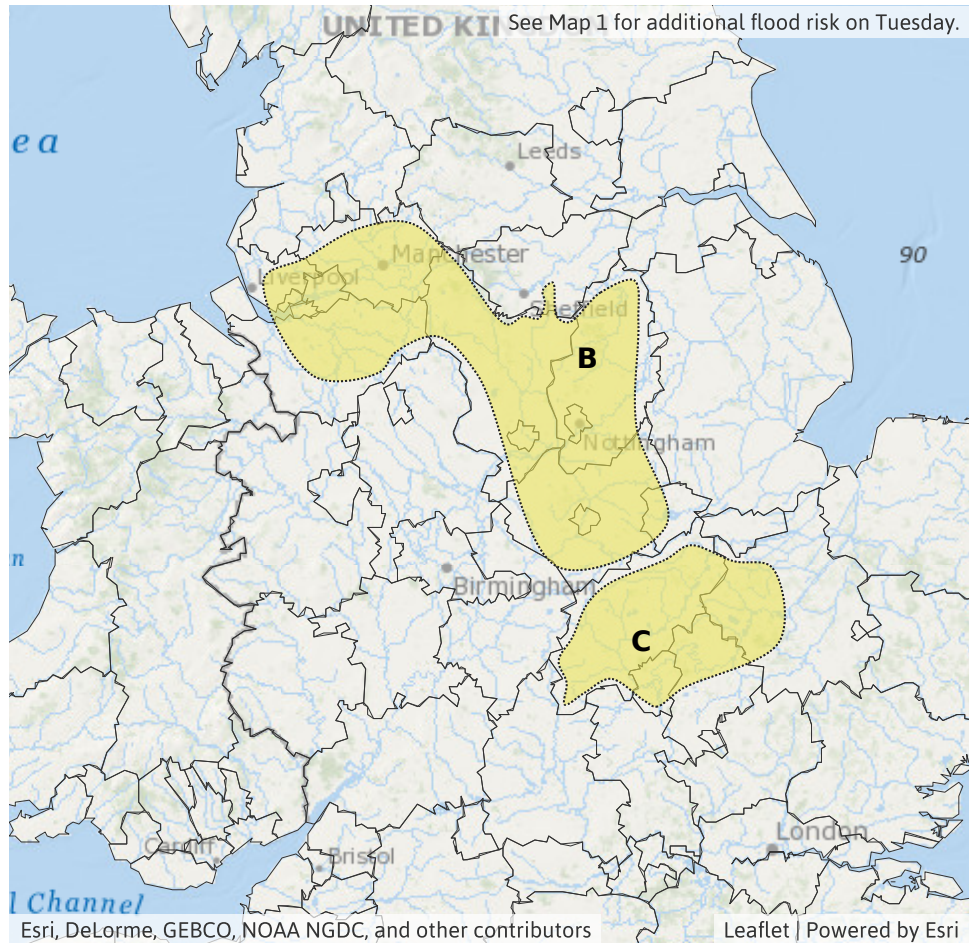 See Map 1 for additional flood risk on Tuesday.
UNITED KIN
ea
Leeds
90
Manchester
Liverpool
Sheffield
B
Nottingham
n
Birmingham
C
London
Cardiff
Bristol
l Channel
Esri, DeLorme, GEBCO, NOAA NGDC, and other contributors
Leaflet | Powered by Esri